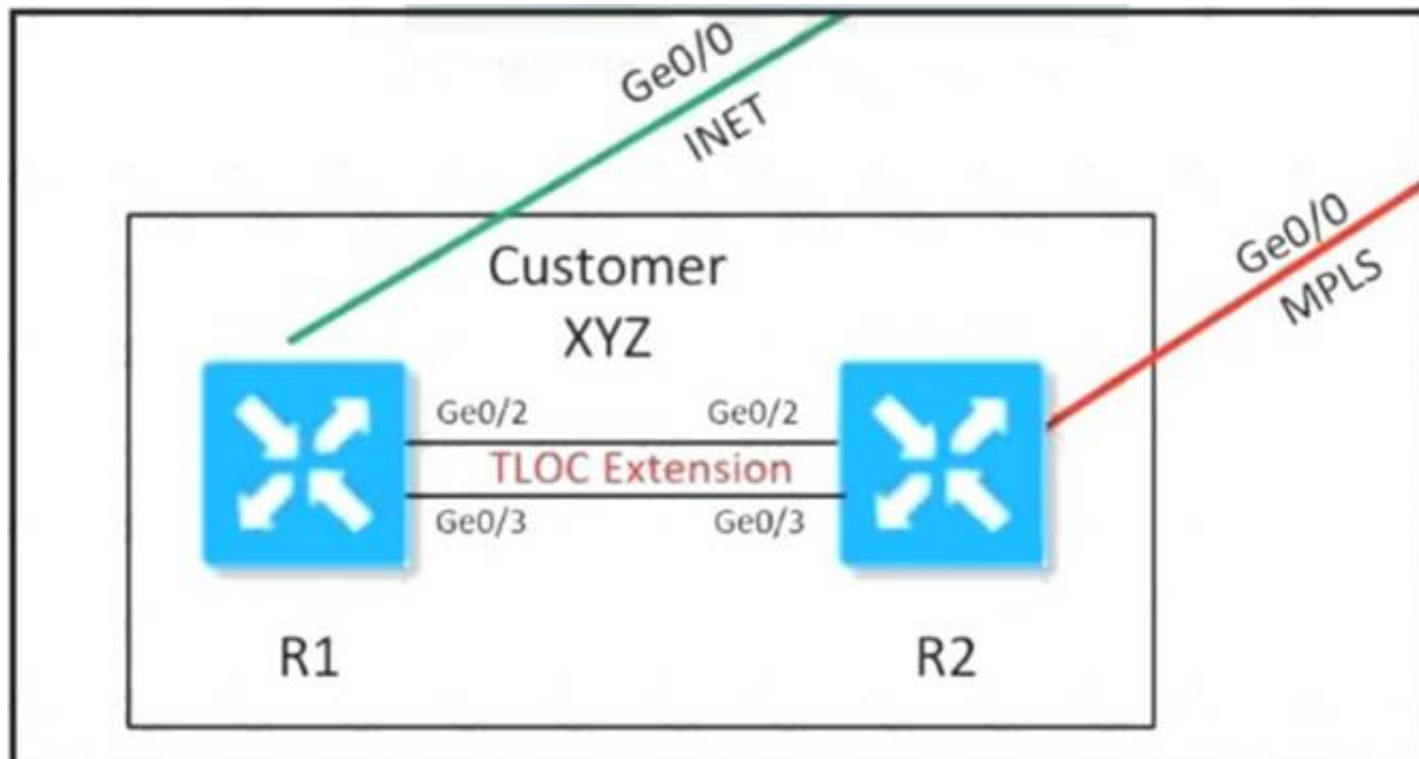 Ge0/0
INET
Ge0/0
MPLS
Customer
XYZ
Ge0/2
Ge0/2
TLOC Extension
Ge0/3
Ge0/3
R1
R2